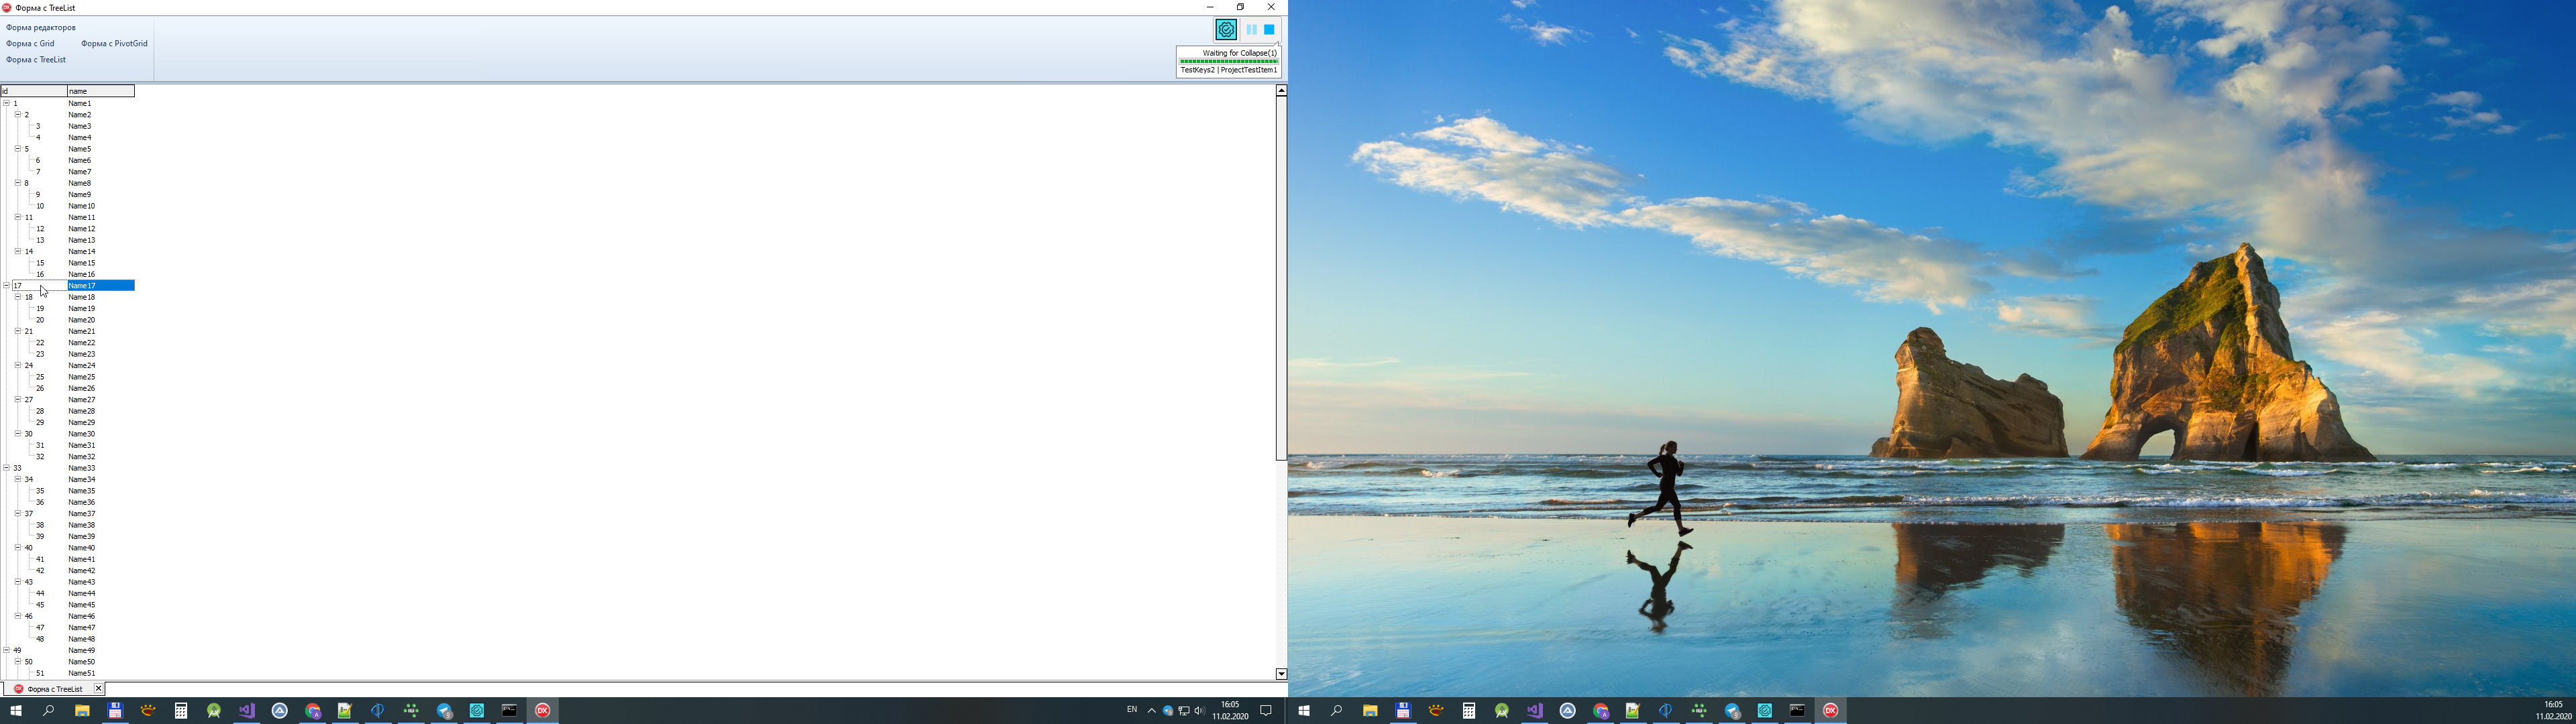 Форма с TreeList
Форма редакторов
Форма с Grid Форма с PivotGrid
Форма с TreeList
Waiting for Collapse(1)
TestKeys2 | ProjectTestItem1
id name
1 Name1
2 Name2
3 Name3
4 Name4
5 Name5
6 Name6
7 Name7
8 Name8
9 Name9
10 Name10
11 Name11
12 Name12
13 Name13
14 Name14
15 Name15
16 Name16
17 Name17
18 Name18
19 Name19
20 Name20
21 Name21
22 Name22
23 Name23
24 Name24
25 Name25
26 Name26
27 Name27
28 Name28
29 Name29
30 Name30
31 Name31
32 Name32
33 Name33
34 Name34
35 Name35
36 Name36
37 Name37
38 Name38
39 Name39
40 Name40
41 Name41
42 Name42
43 Name43
44 Name44
45 Name45
46 Name46
47 Name47
48 Name48
49 Name49
50 Name50
51 Name51
DX Форма с TreeList
DX EN 16:05
11.02.2020
DX 16:05
11.02.2020